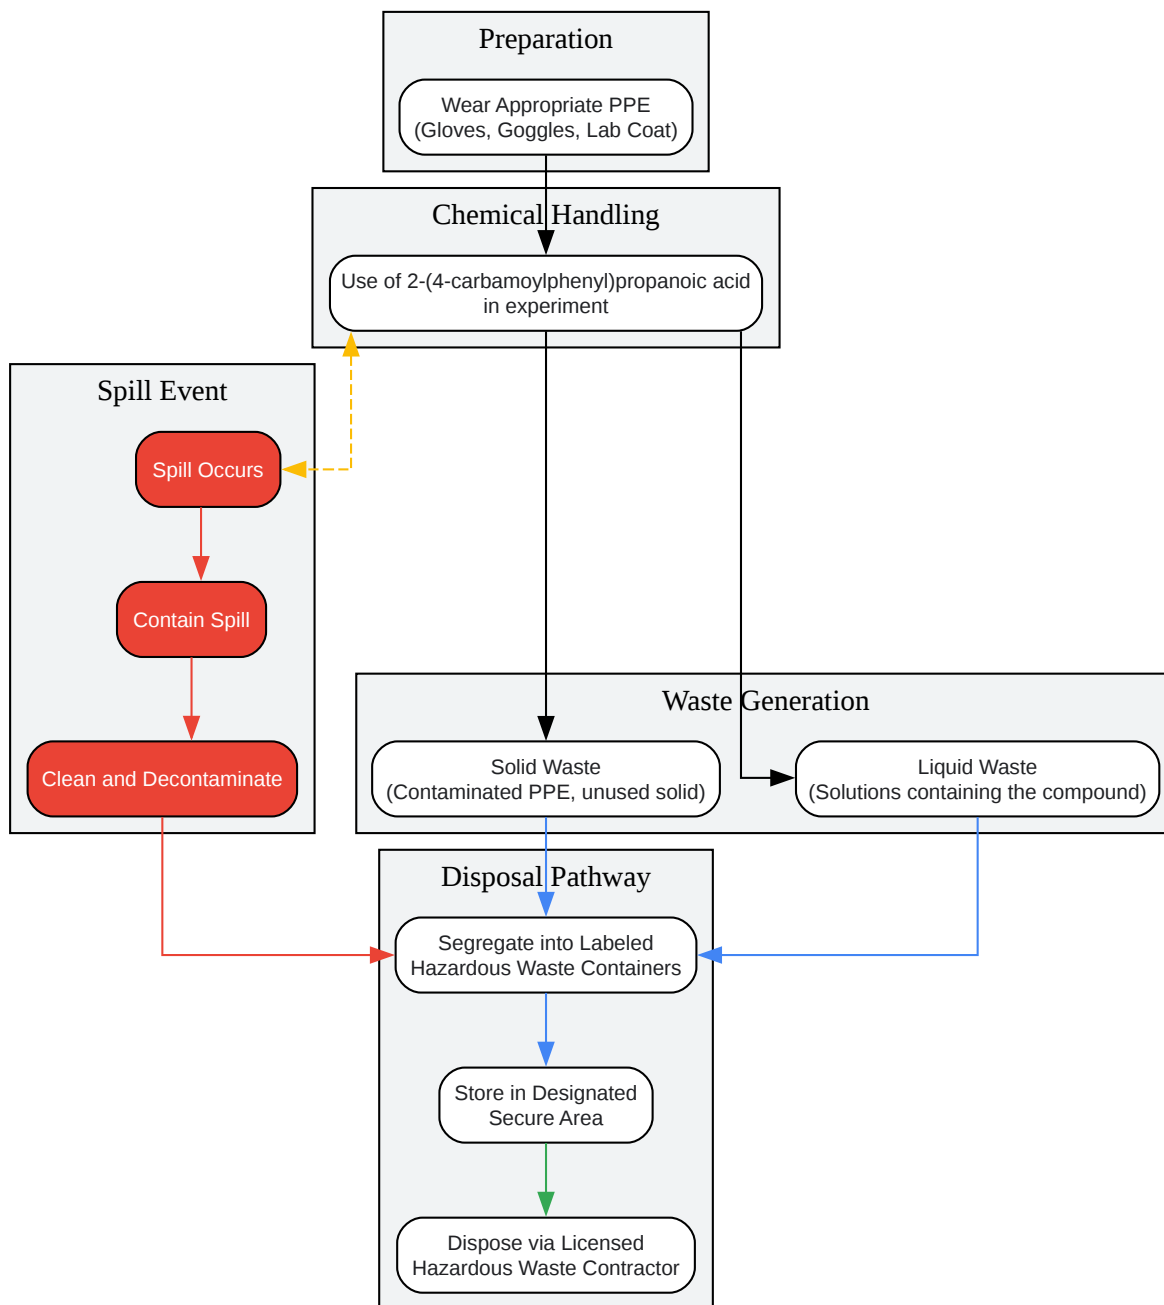 Preparation
Wear Appropriate PPE
(Gloves, Goggles, Lab Coat)
Chemical Handling
Use of 2-(4-carbamoylphenyl)propanoic acid
in experiment
Spill Event
Spill Occurs
Contain Spill
Clean and Decontaminate
Waste Generation
Solid Waste
(Contaminated PPE, unused solid)
Liquid Waste
(Solutions containing the compound)
Disposal Pathway
Segregate into Labeled
Hazardous Waste Containers
Store in Designated
Secure Area
Dispose via Licensed
Hazardous Waste Contractor